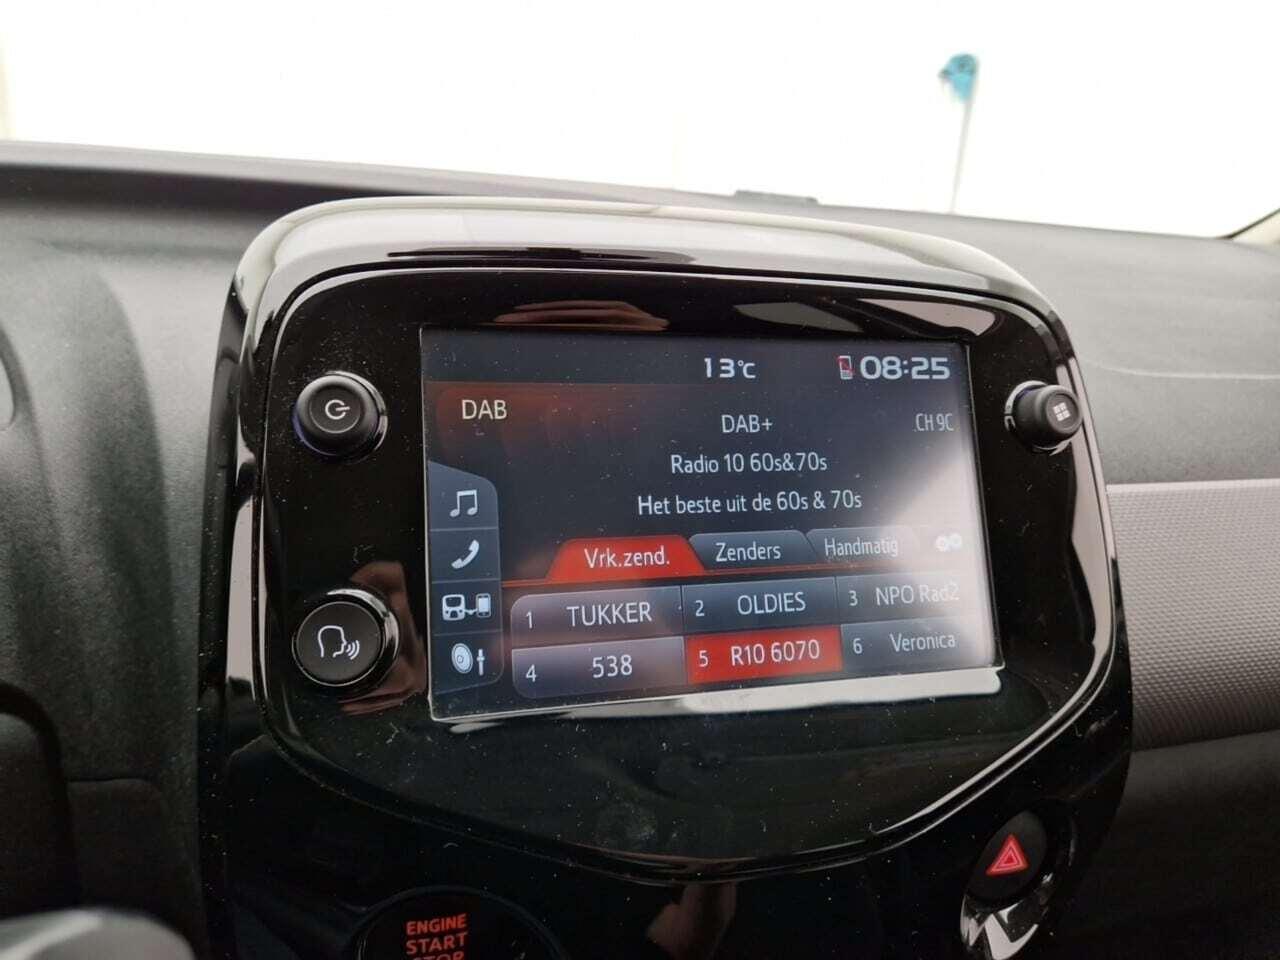 13°C 08:25
DAB
DAB+ CH 9C
Radio 10 60s&70s
Het beste uit de 60s & 70s
Vrk.zend. Zenders Handmatig
1 TUKKER 2 OLDIES 3 NPO Rad2
4 538 5 R10 6070 6 Veronica
ENGINE
START
STOP